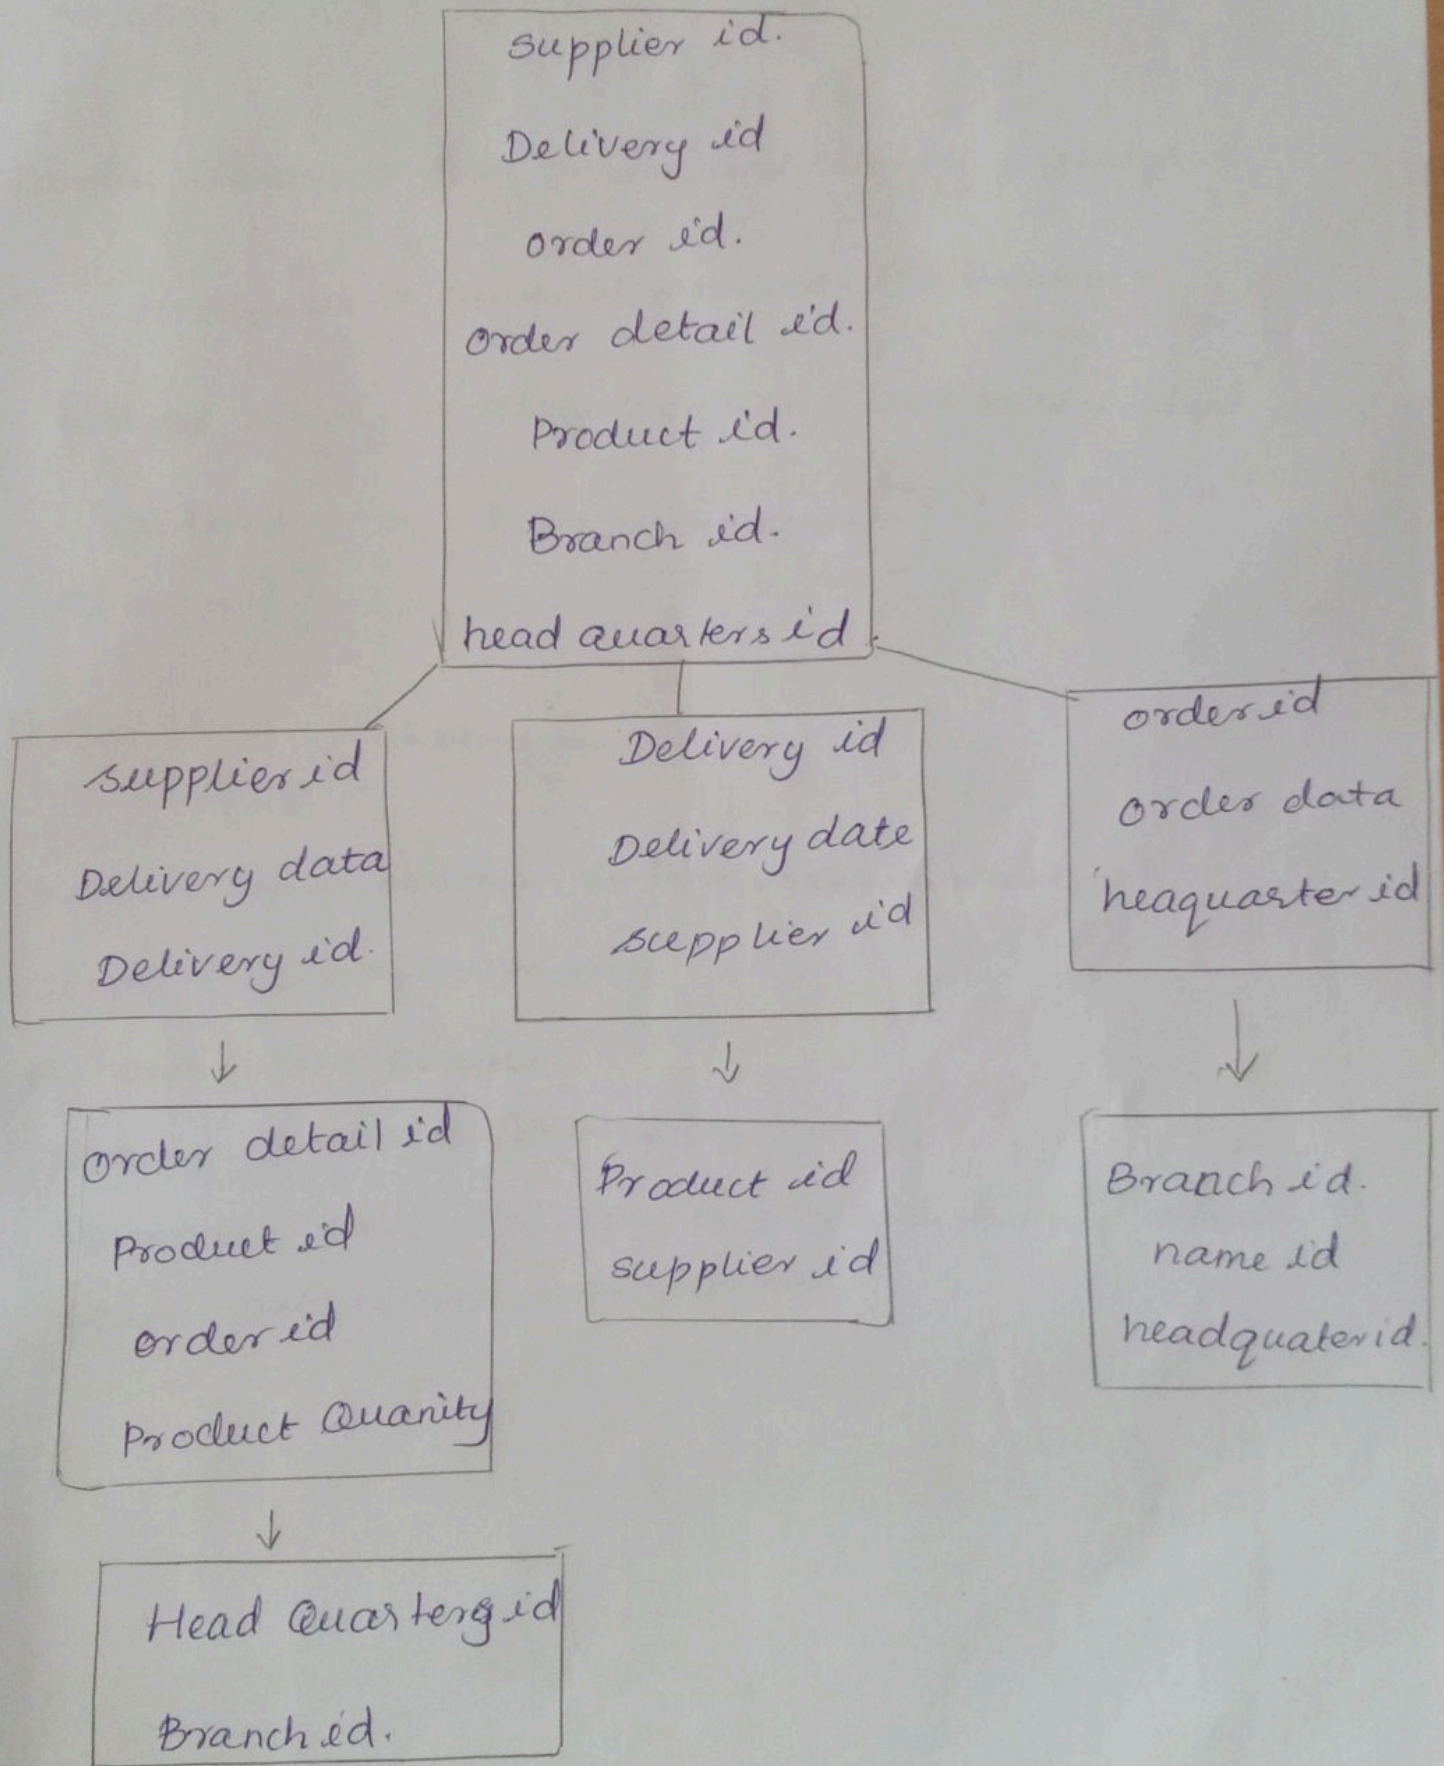 supplier id.
Delivery id
order id.
order detail id.
Product id.
Branch id.
head quarters id
supplier id
Delivery data
Delivery id.
Delivery id
Delivery date
supplier id
order id
order data
heaquarter id
order detail id
Product id
order id
Product Quanity
Product id
supplier id
Branch id.
name id
headquater id.
Head Quarters id
Branch id.